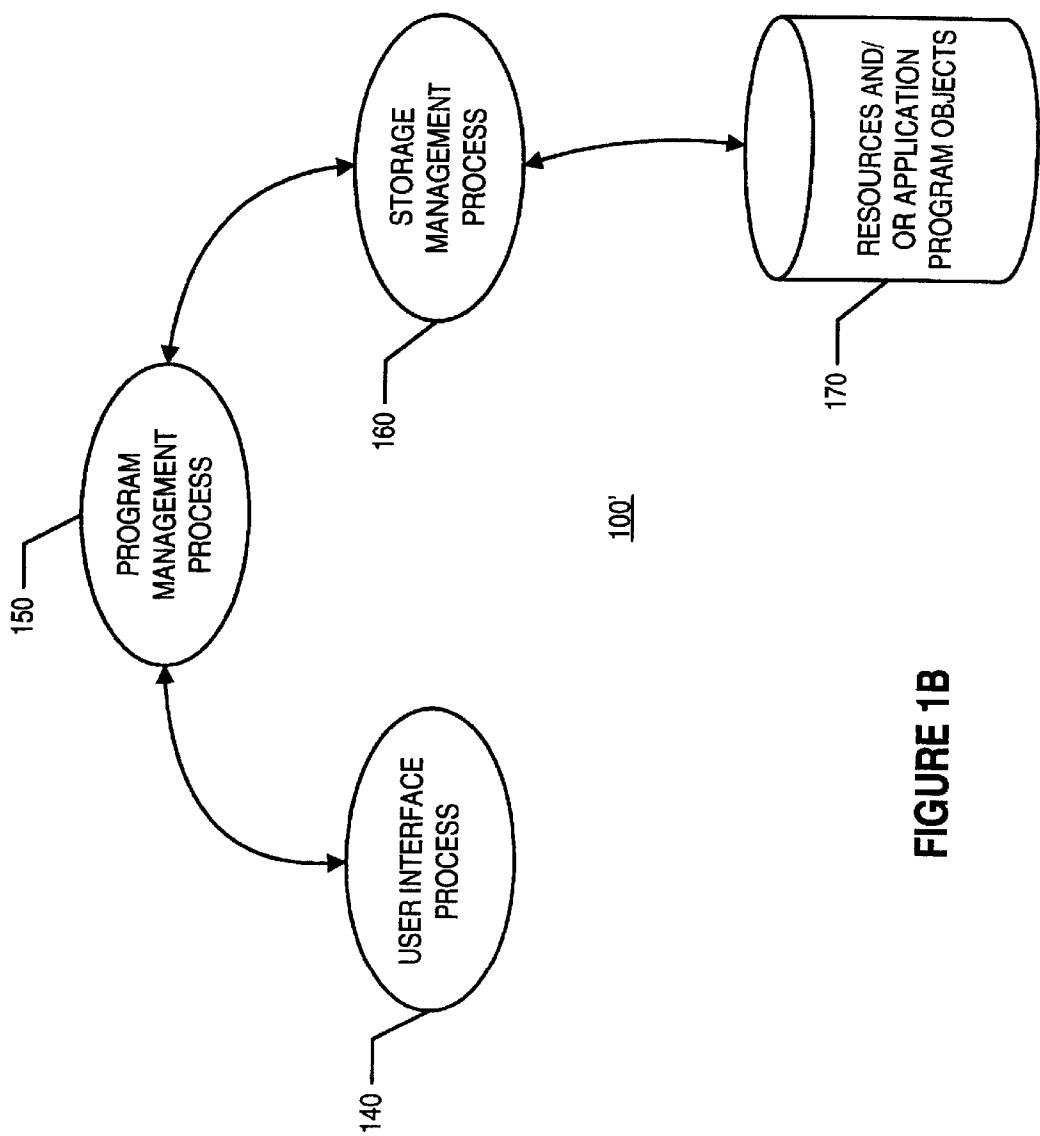 150
PROGRAM
MANAGEMENT
PROCESS
140
USER INTERFACE
PROCESS
160
STORAGE
MANAGEMENT
PROCESS
100'
170
RESOURCES AND/
OR APPLICATION
PROGRAM OBJECTS
FIGURE 1B